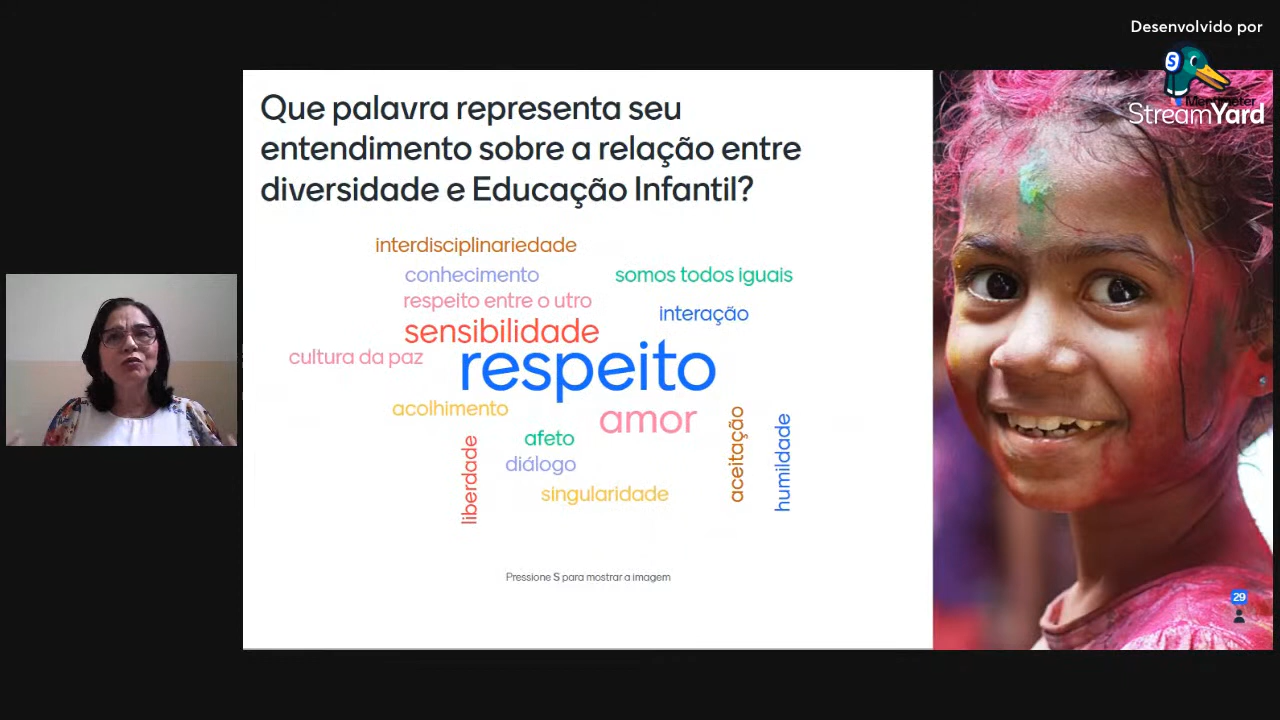 Desenvolvido por
S
Mentimeter
StreamYard
Que palavra representa seu
entendimento sobre a relação entre
diversidade e Educação Infantil?
interdisciplinariedade
conhecimento
somos todos iguais
respeito entre o utro
interação
sensibilidade
cultura da paz
respeito
acolhimento
amor
afeto
diálogo
liberdade
singularidade
aceitação
humildade
Pressione S para mostrar a imagem
29